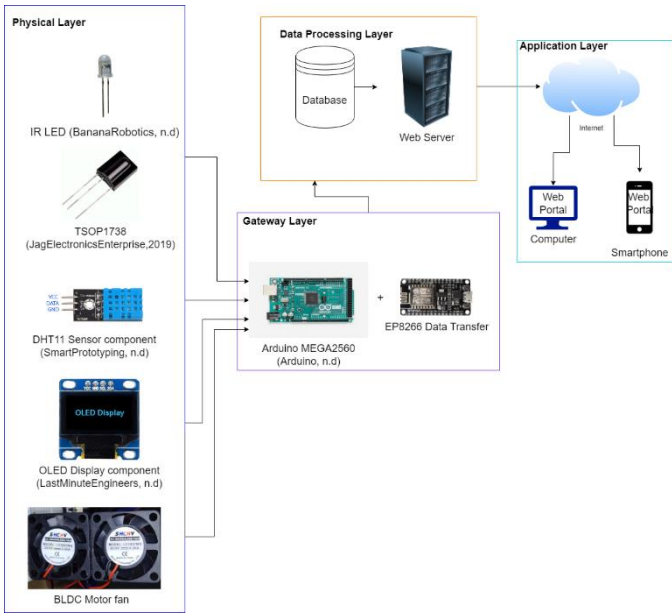 Physical Layer
IR LED (BananaRobotics, n.d)
TSOP1738
(JagElectronicsEnterprise,2019)
VCC
DATA
GND
DHT11 Sensor component
(SmartPrototyping, n.d)
OLED Display
OLED Display component
(LastMinuteEngineers, n.d)
BLDC Motor fan
Data Processing Layer
Database
Web Server
Gateway Layer
Arduino MEGA2560
(Arduino, n.d)
+
EP8266 Data Transfer
Application Layer
Internet
Web
Portal
Computer
Web
Portal
Smartphone